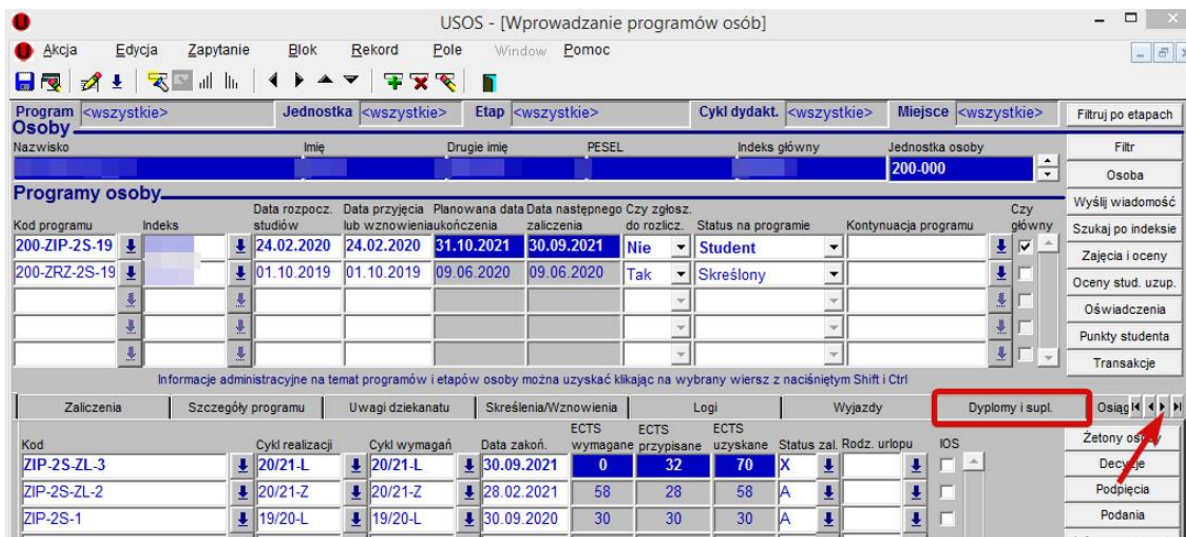 USOS - [Wprowadzanie programów osób]
Akcja Edycja Zapytanie Blok Rekord Pole Window Pomoc
Program <wszystkie> Jednostka <wszystkie> Etap <wszystkie> Cykl dydakt. <wszystkie> Miejsce <wszystkie> Filtruj po etapach
Osoby
Nazwisko Imię Drugie imię PESEL Indeks główny Jednostka osoby Filtr
200-000 Osoba
Programy osoby
Wyślij wiadomość
Data rozpocz. Data przyjęcia Planowana data Data następnego Czy zgłosz. Czy
Kod programu Indeks studiów lub wznowienia ukończenia zaliczenia do rozlicz. Status na programie Kontynuacja programu główny Szukaj po indeksie
200-ZIP-2S-19 24.02.2020 24.02.2020 31.10.2021 30.09.2021 Nie Student Zajęcia i oceny
200-ZRZ-2S-19 01.10.2019 01.10.2019 09.06.2020 09.06.2020 Tak Skreślony Oceny stud. uzup.
Oświadczenia
Punkty studenta
Transakcje
Informacje administracyjne na temat programów i etapów osoby można uzyskać klikając na wybrany wiersz z naciśniętym Shift i Ctrl
Zaliczenia Szczegóły programu Uwagi dziekanatu Skreślenia/Wznowienia Logi Wyjazdy Dyplomy i supl. Osiąg
ECTS ECTS ECTS
Kod Cykl realizacji Cykl wymagań Data zakoń. wymagane przypisane uzyskane Status zal. Rodz. urlopu IOS Żetony osoby
ZIP-2S-ZL-3 20/21-L 20/21-L 30.09.2021 0 32 70 X Decyzje
ZIP-2S-ZL-2 20/21-Z 20/21-Z 28.02.2021 58 28 58 A Podpięcia
ZIP-2S-1 19/20-L 19/20-L 30.09.2020 30 30 30 A Podania